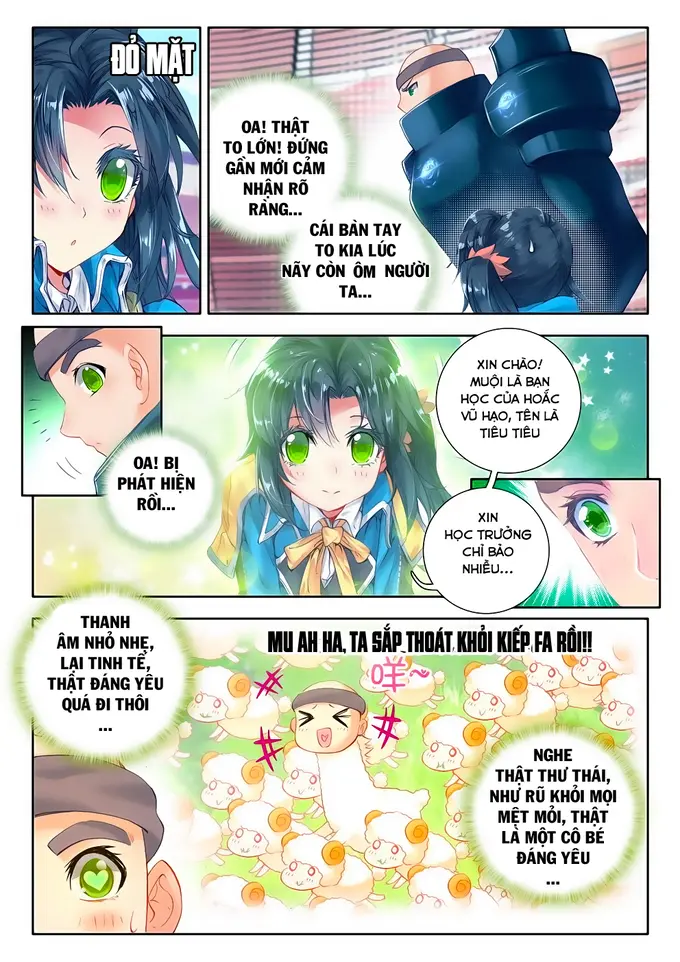 ĐỎ MẶT
OA! THẬT
TO LỚN! ĐỨNG
GẦN MỚI CẢM
NHẬN RÕ
RÀNG...
CÁI BÀN TAY
TO KIA LÚC
NÃY CÒN ÔM NGƯỜI
TA...
XIN CHÀO!
MUỘI LÀ BẠN
HỌC CỦA HOẮC
VŨ HẠO, TÊN LÀ
TIÊU TIÊU
OA! BỊ
PHÁT HIỆN
RỒI...
XIN
HỌC TRƯỞNG
CHỈ BẢO
NHIỀU...
THANH
ÂM NHỎ NHẸ,
LẠI TINH TẾ,
THẬT ĐÁNG YÊU
QUÁ ĐI THÔI
...
MU AH HA, TA SẮP THOÁT KHỎI KIẾP FA RỒI!!!
咩~
NGHE
THẬT THƯ THÁI,
NHƯ RŨ KHỎI MỌI
MỆT MỎI, THẬT
LÀ MỘT CÔ BÉ
ĐÁNG YÊU
...